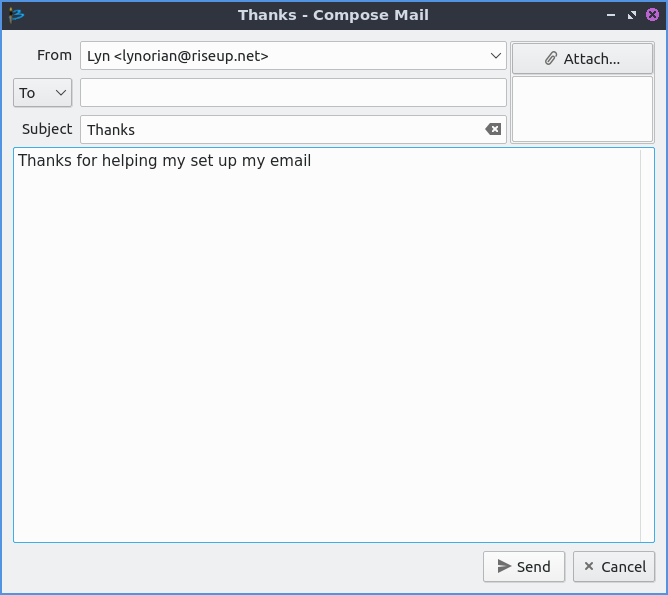 Thanks - Compose Mail
From Lyn <lynorian@riseup.net> Attach...
To
Subject Thanks
Thanks for helping my set up my email
Send Cancel